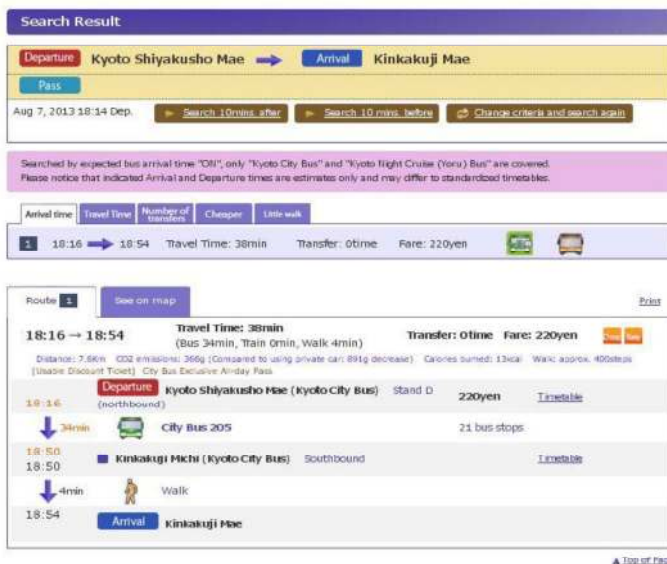 Search Result
Departure Kyoto Shiyakusho Mae Arrival Kinkakuji Mae
Pass
Aug 7, 2013 18:14 Dep. Search 10mins. after Search 10 mins. before Change criteria and search again
Searched by expected bus arrival time "ON", only "Kyoto City Bus" and "Kyoto Night Cruise (Yoru) Bus" are covered.
Please notice that indicated Arrival and Departure times are estimates only and may differ to standardized timetables.
Arrival time Travel Time Number of transfers Cheaper Little walk
1 18:16 18:54 Travel Time: 38min Transfer: 0time Fare: 220yen
Route 1 See on map Print
18:16 → 18:54 Travel Time: 38min Transfer: 0time Fare: 220yen
(Bus 34min, Train 0min, Walk 4min)
Distance: 7.6Km CO2 emissions: 366g (Compared to using private car: 891g decrease) Calories burned: 13kcal Walk: approx. 400steps
[Usable Discount Ticket] City Bus Exclusive All-day Pass
18:16 Departure Kyoto Shiyakusho Mae (Kyoto City Bus) Stand D 220yen Timetable
(northbound)
34min City Bus 205 21 bus stops
18:50
18:50 Kinkakuji Michi (Kyoto City Bus) Southbound Timetable
4min Walk
18:54 Arrival Kinkakuji Mae
Top of